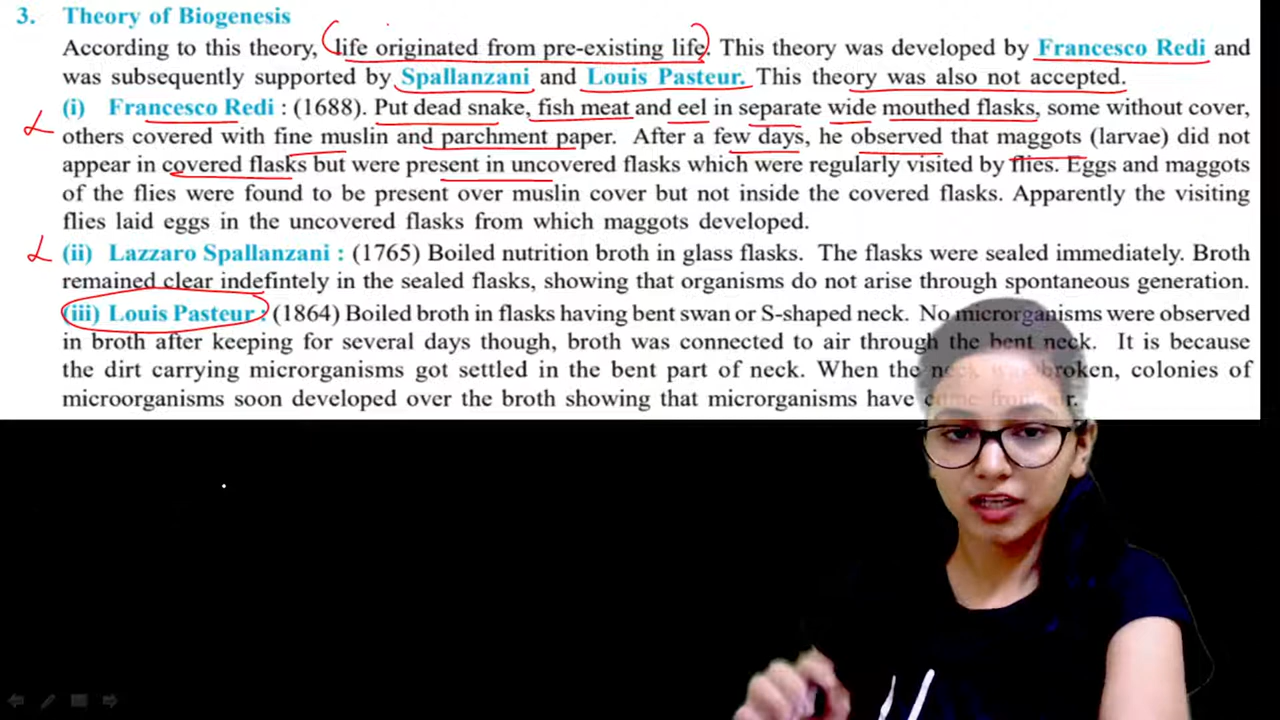 3. Theory of Biogenesis
According to this theory, life originated from pre-existing life. This theory was developed by Francesco Redi and
was subsequently supported by Spallanzani and Louis Pasteur. This theory was also not accepted.
(i) Francesco Redi : (1688). Put dead snake, fish meat and eel in separate wide mouthed flasks, some without cover,
others covered with fine muslin and parchment paper. After a few days, he observed that maggots (larvae) did not
appear in covered flasks but were present in uncovered flasks which were regularly visited by flies. Eggs and maggots
of the flies were found to be present over muslin cover but not inside the covered flasks. Apparently the visiting
flies laid eggs in the uncovered flasks from which maggots developed.
(ii) Lazzaro Spallanzani : (1765) Boiled nutrition broth in glass flasks. The flasks were sealed immediately. Broth
remained clear indefintely in the sealed flasks, showing that organisms do not arise through spontaneous generation.
(iii) Louis Pasteur : (1864) Boiled broth in flasks having bent swan or S-shaped neck. No microrganisms were observed
in broth after keeping for several days though, broth was connected to air through the bent neck. It is because
the dirt carrying microrganisms got settled in the bent part of neck. When the neck broken, colonies of
microorganisms soon developed over the broth showing that microrganisms have